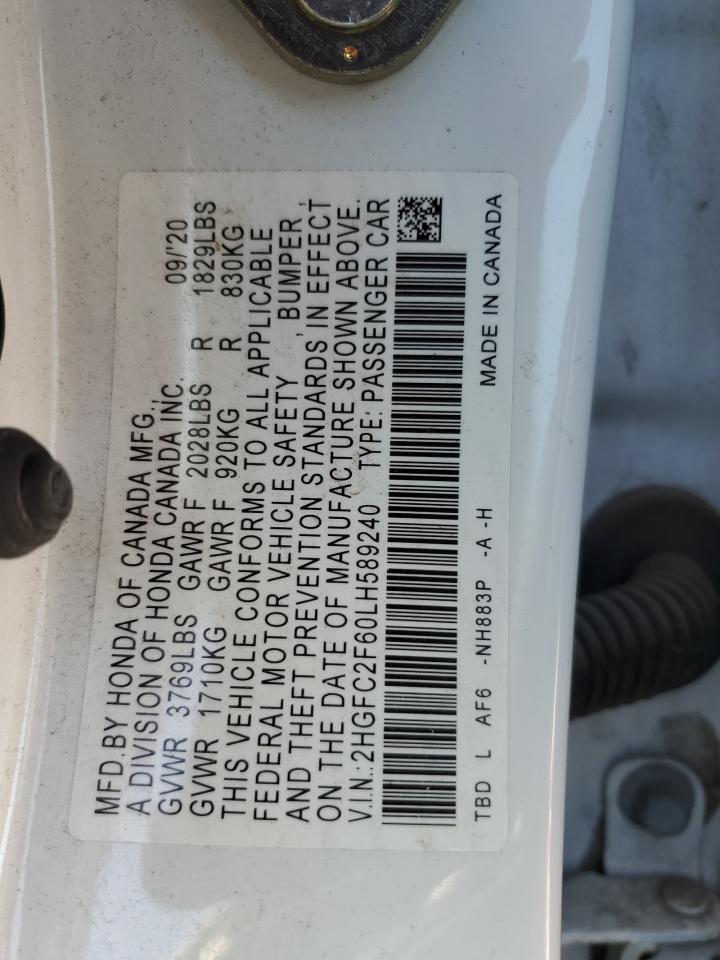 MFD.BY HONDA OF CANADA MFG.,
A DIVISION OF HONDA CANADA INC. 09/'20
GVWR 3769LBS GAWR F 2028LBS R 1829LBS
GVWR 1710KG GAWR F 920KG R 830KG
THIS VEHICLE CONFORMS TO ALL APPLICABLE
FEDERAL MOTOR VEHICLE SAFETY , BUMPER ,
AND THEFT PREVENTION STANDARDS IN EFFECT
ON THE DATE OF MANUFACTURE SHOWN ABOVE.
V.I.N.:2HGFC2F60LH589240 TYPE: PASSENGER CAR
TBD L AF6 -NH883P -A -H MADE IN CANADA